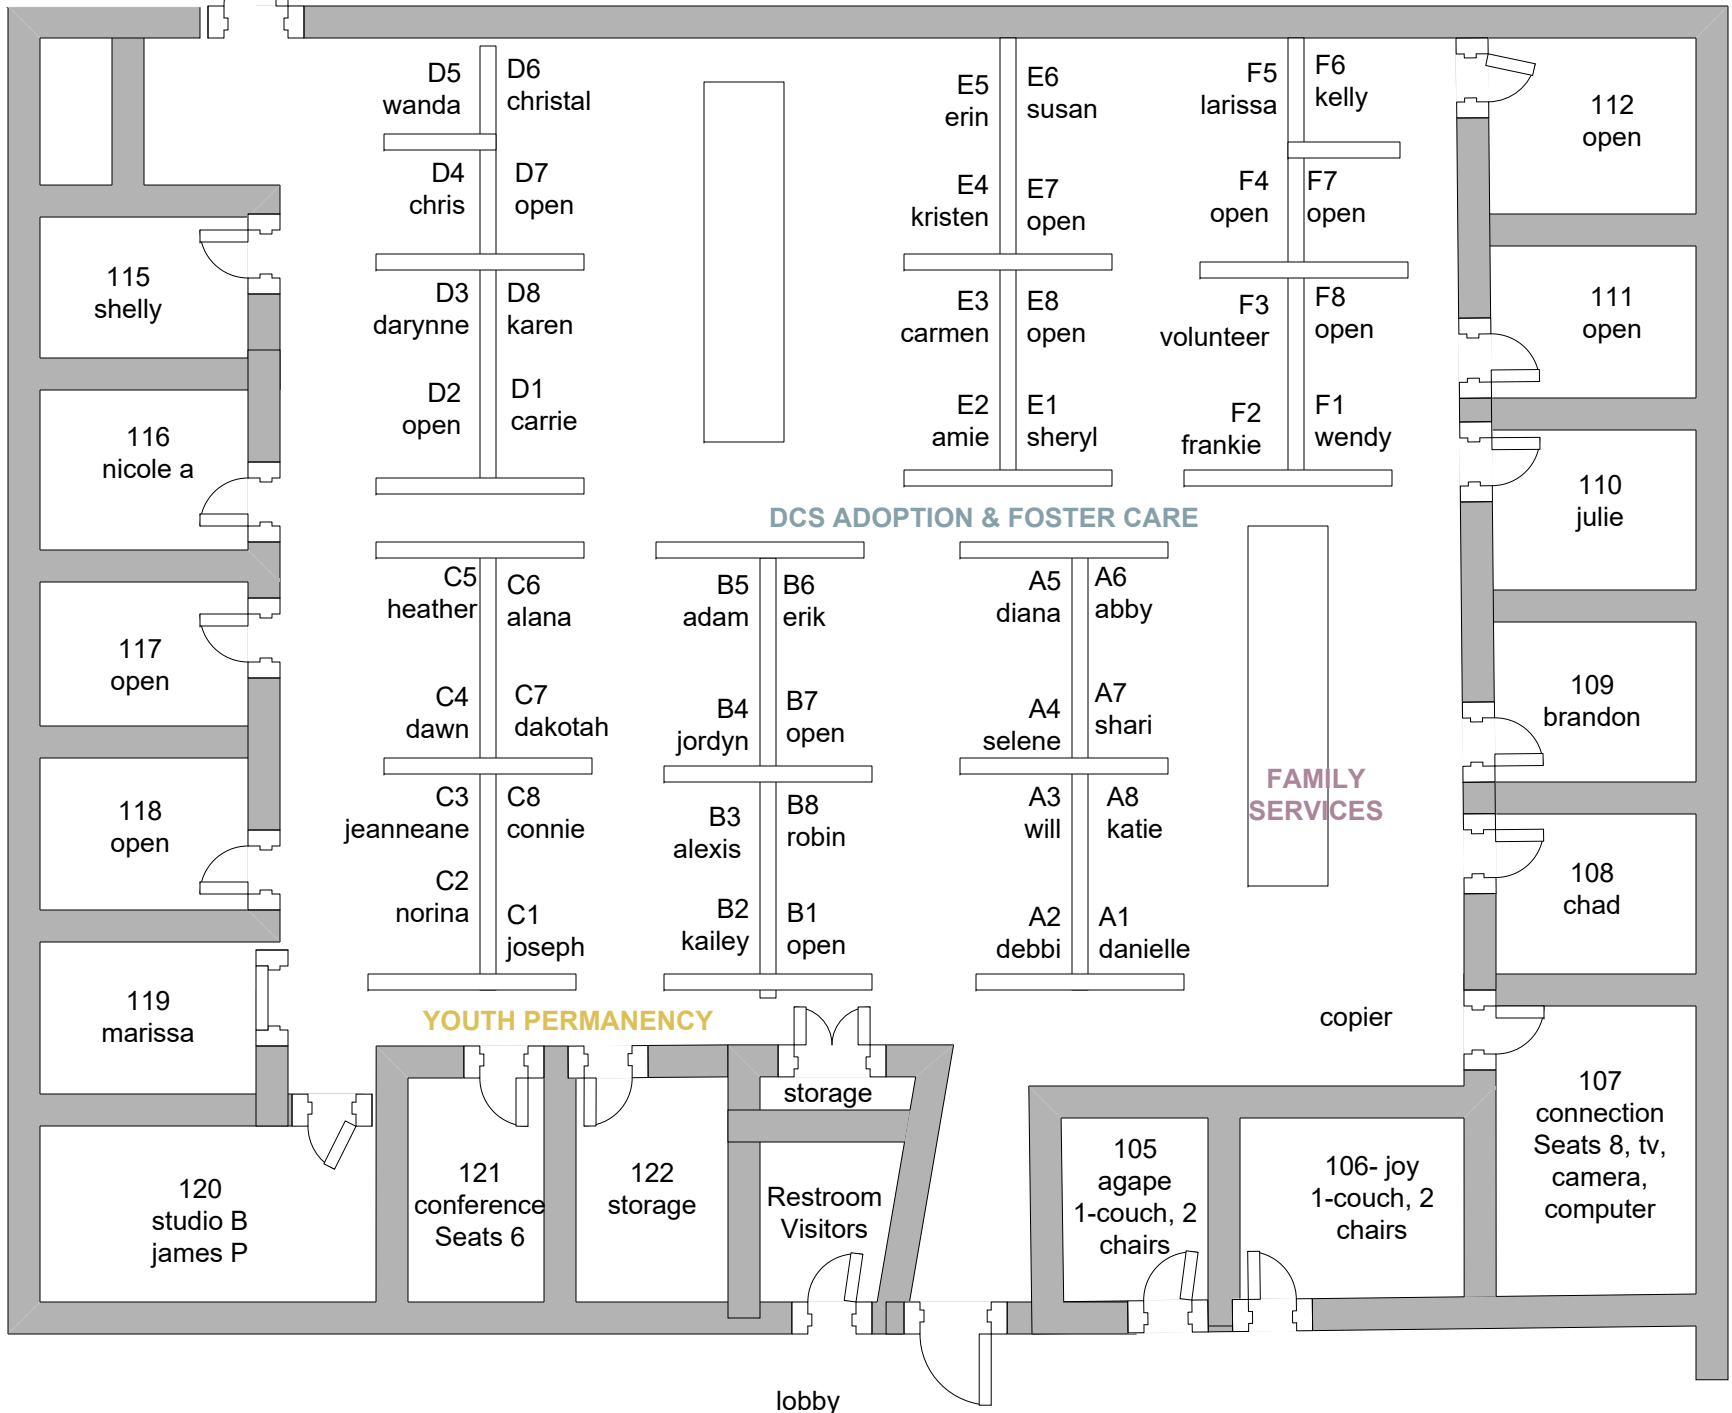 D5
wanda
D6
christal
E5
erin
E6
susan
F5
larissa
F6
kelly
112
open
D4
chris
D7
open
E4
kristen
E7
open
F4
open
F7
open
115
shelly
D3
darynne
D8
karen
E3
carmen
E8
open
F3
volunteer
F8
open
111
open
116
nicole a
D2
open
D1
carrie
E2
amie
E1
sheryl
F2
frankie
F1
wendy
110
julie
DCS ADOPTION & FOSTER CARE
C5
heather
C6
alana
B5
adam
B6
erik
A5
diana
A6
abby
117
open
C4
dawn
C7
dakotah
B4
jordyn
B7
open
A4
selene
A7
shari
109
brandon
FAMILY
SERVICES
118
open
C3
jeanneane
C8
connie
B3
alexis
B8
robin
A3
will
A8
katie
108
chad
C2
norina
C1
joseph
B2
kailey
B1
open
A2
debbi
A1
danielle
119
marissa
YOUTH PERMANENCY
copier
storage
107
connection
Seats 8, tv,
camera,
computer
120
studio B
james P
121
conference
Seats 6
122
storage
Restroom
Visitors
105
agape
1-couch, 2
chairs
106- joy
1-couch, 2
chairs
lobby